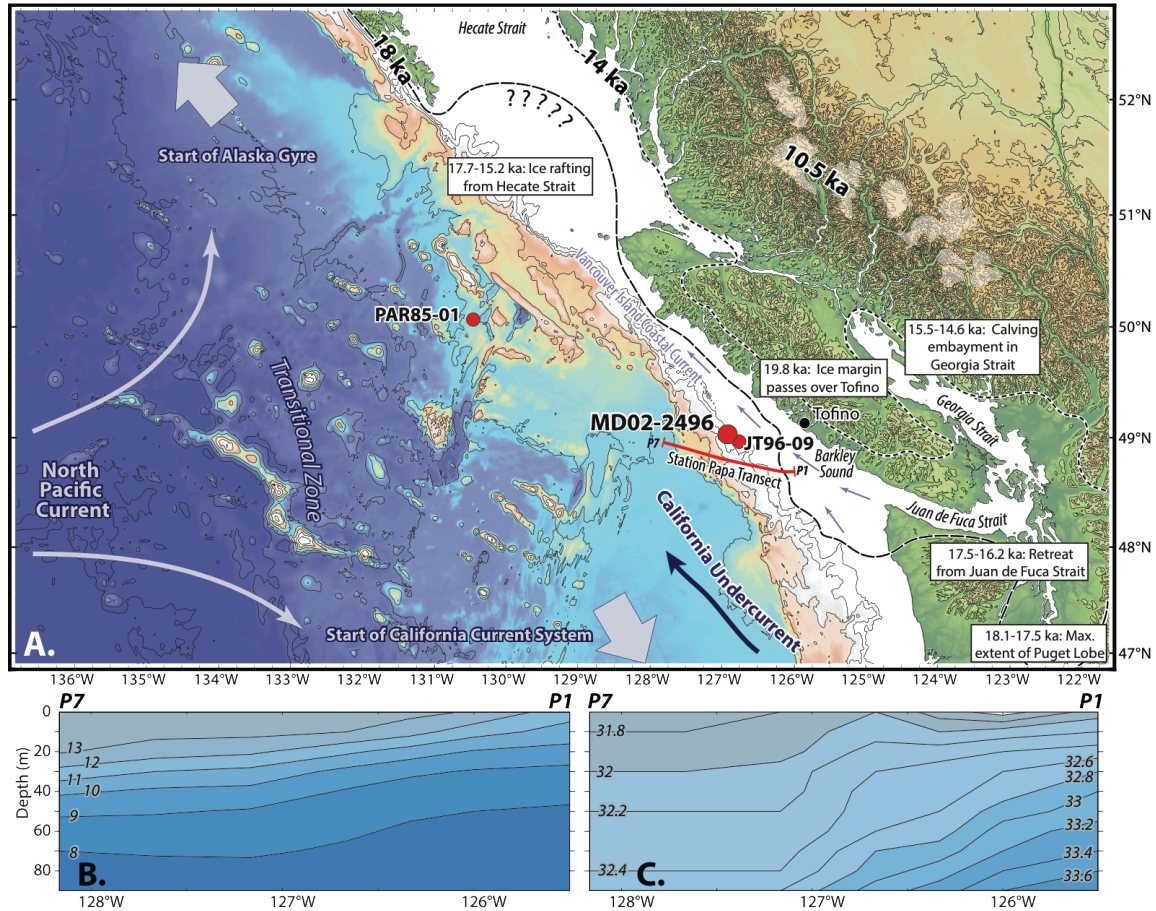 Hecate Strait
18 ka
14 ka
? ? ? ? ?
52°N
Start of Alaska Gyre
17.7-15.2 ka: Ice rafting
from Hecate Strait
10.5 ka
51°N
Vancouver Island Coastal Current
PAR85-01
50°N
15.5-14.6 ka: Calving
embayment in
Georgia Strait
19.8 ka: Ice margin
passes over Tofino
Transitional Zone
Tofino
Georgia Strait
MD02-2496
JT96-09
49°N
P7
Station Papa Transect
P1
Barkley
Sound
North
Pacific
Current
California Undercurrent
Juan de Fuca Strait
48°N
17.5-16.2 ka: Retreat
from Juan de Fuca Strait
Start of California Current System
18.1-17.5 ka: Max.
extent of Puget Lobe
47°N
A.
136°W 135°W 134°W 133°W 132°W 131°W 130°W 129°W 128°W 127°W 126°W 125°W 124°W 123°W 122°W
P7 P1
Depth (m)
0
20
40
60
80
13
12
11
10
9
8
B.
128°W 127°W 126°W
P7 P1
31.8
32
32.2
32.4
32.6
32.8
33
33.2
33.4
33.6
C.
128°W 127°W 126°W